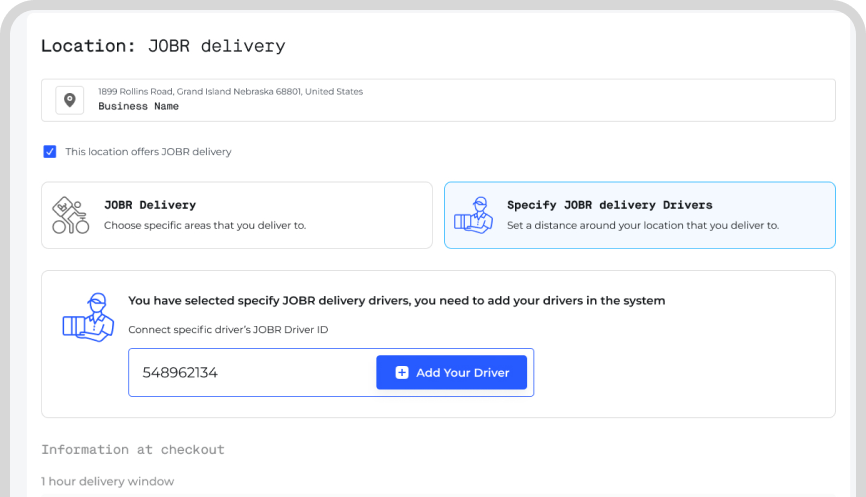 Location: JOBR delivery
1899 Rollins Road, Grand Island Nebraska 68801, United States
Business Name
This location offers JOBR delivery
JOBR Delivery
Choose specific areas that you deliver to.
Specify JOBR delivery Drivers
Set a distance around your location that you deliver to.
You have selected specify JOBR delivery drivers, you need to add your drivers in the system
Connect specific driver's JOBR Driver ID
548962134
Add Your Driver
Information at checkout
1 hour delivery window